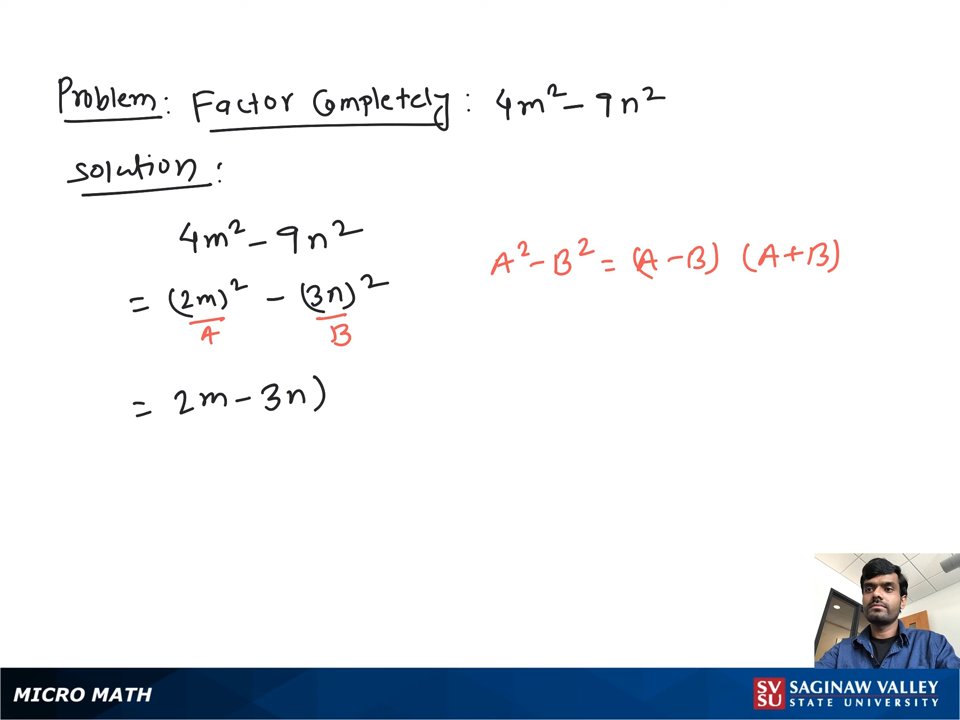 Problem: Factor Completely: 4m² - 9n²
Solution:
4m² - 9n²
= (2m)² - (3n)²
A B
A² - B² = (A - B) (A + B)
= 2m - 3n)
MICRO MATH
SV SU SAGINAW VALLEY
STATE UNIVERSITY